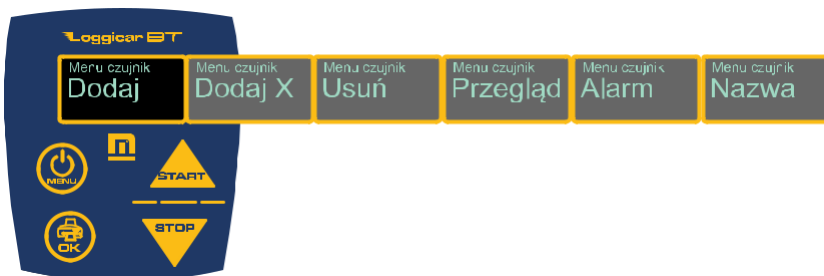 Loggicar BT
Menu czujnik Menu czujnik Menu czujnik Menu czujnik Menu czujnik Menu czujnik
Dodaj Dodaj X Usuń Przegląd Alarm Nazwa
MENU START
OK STOP